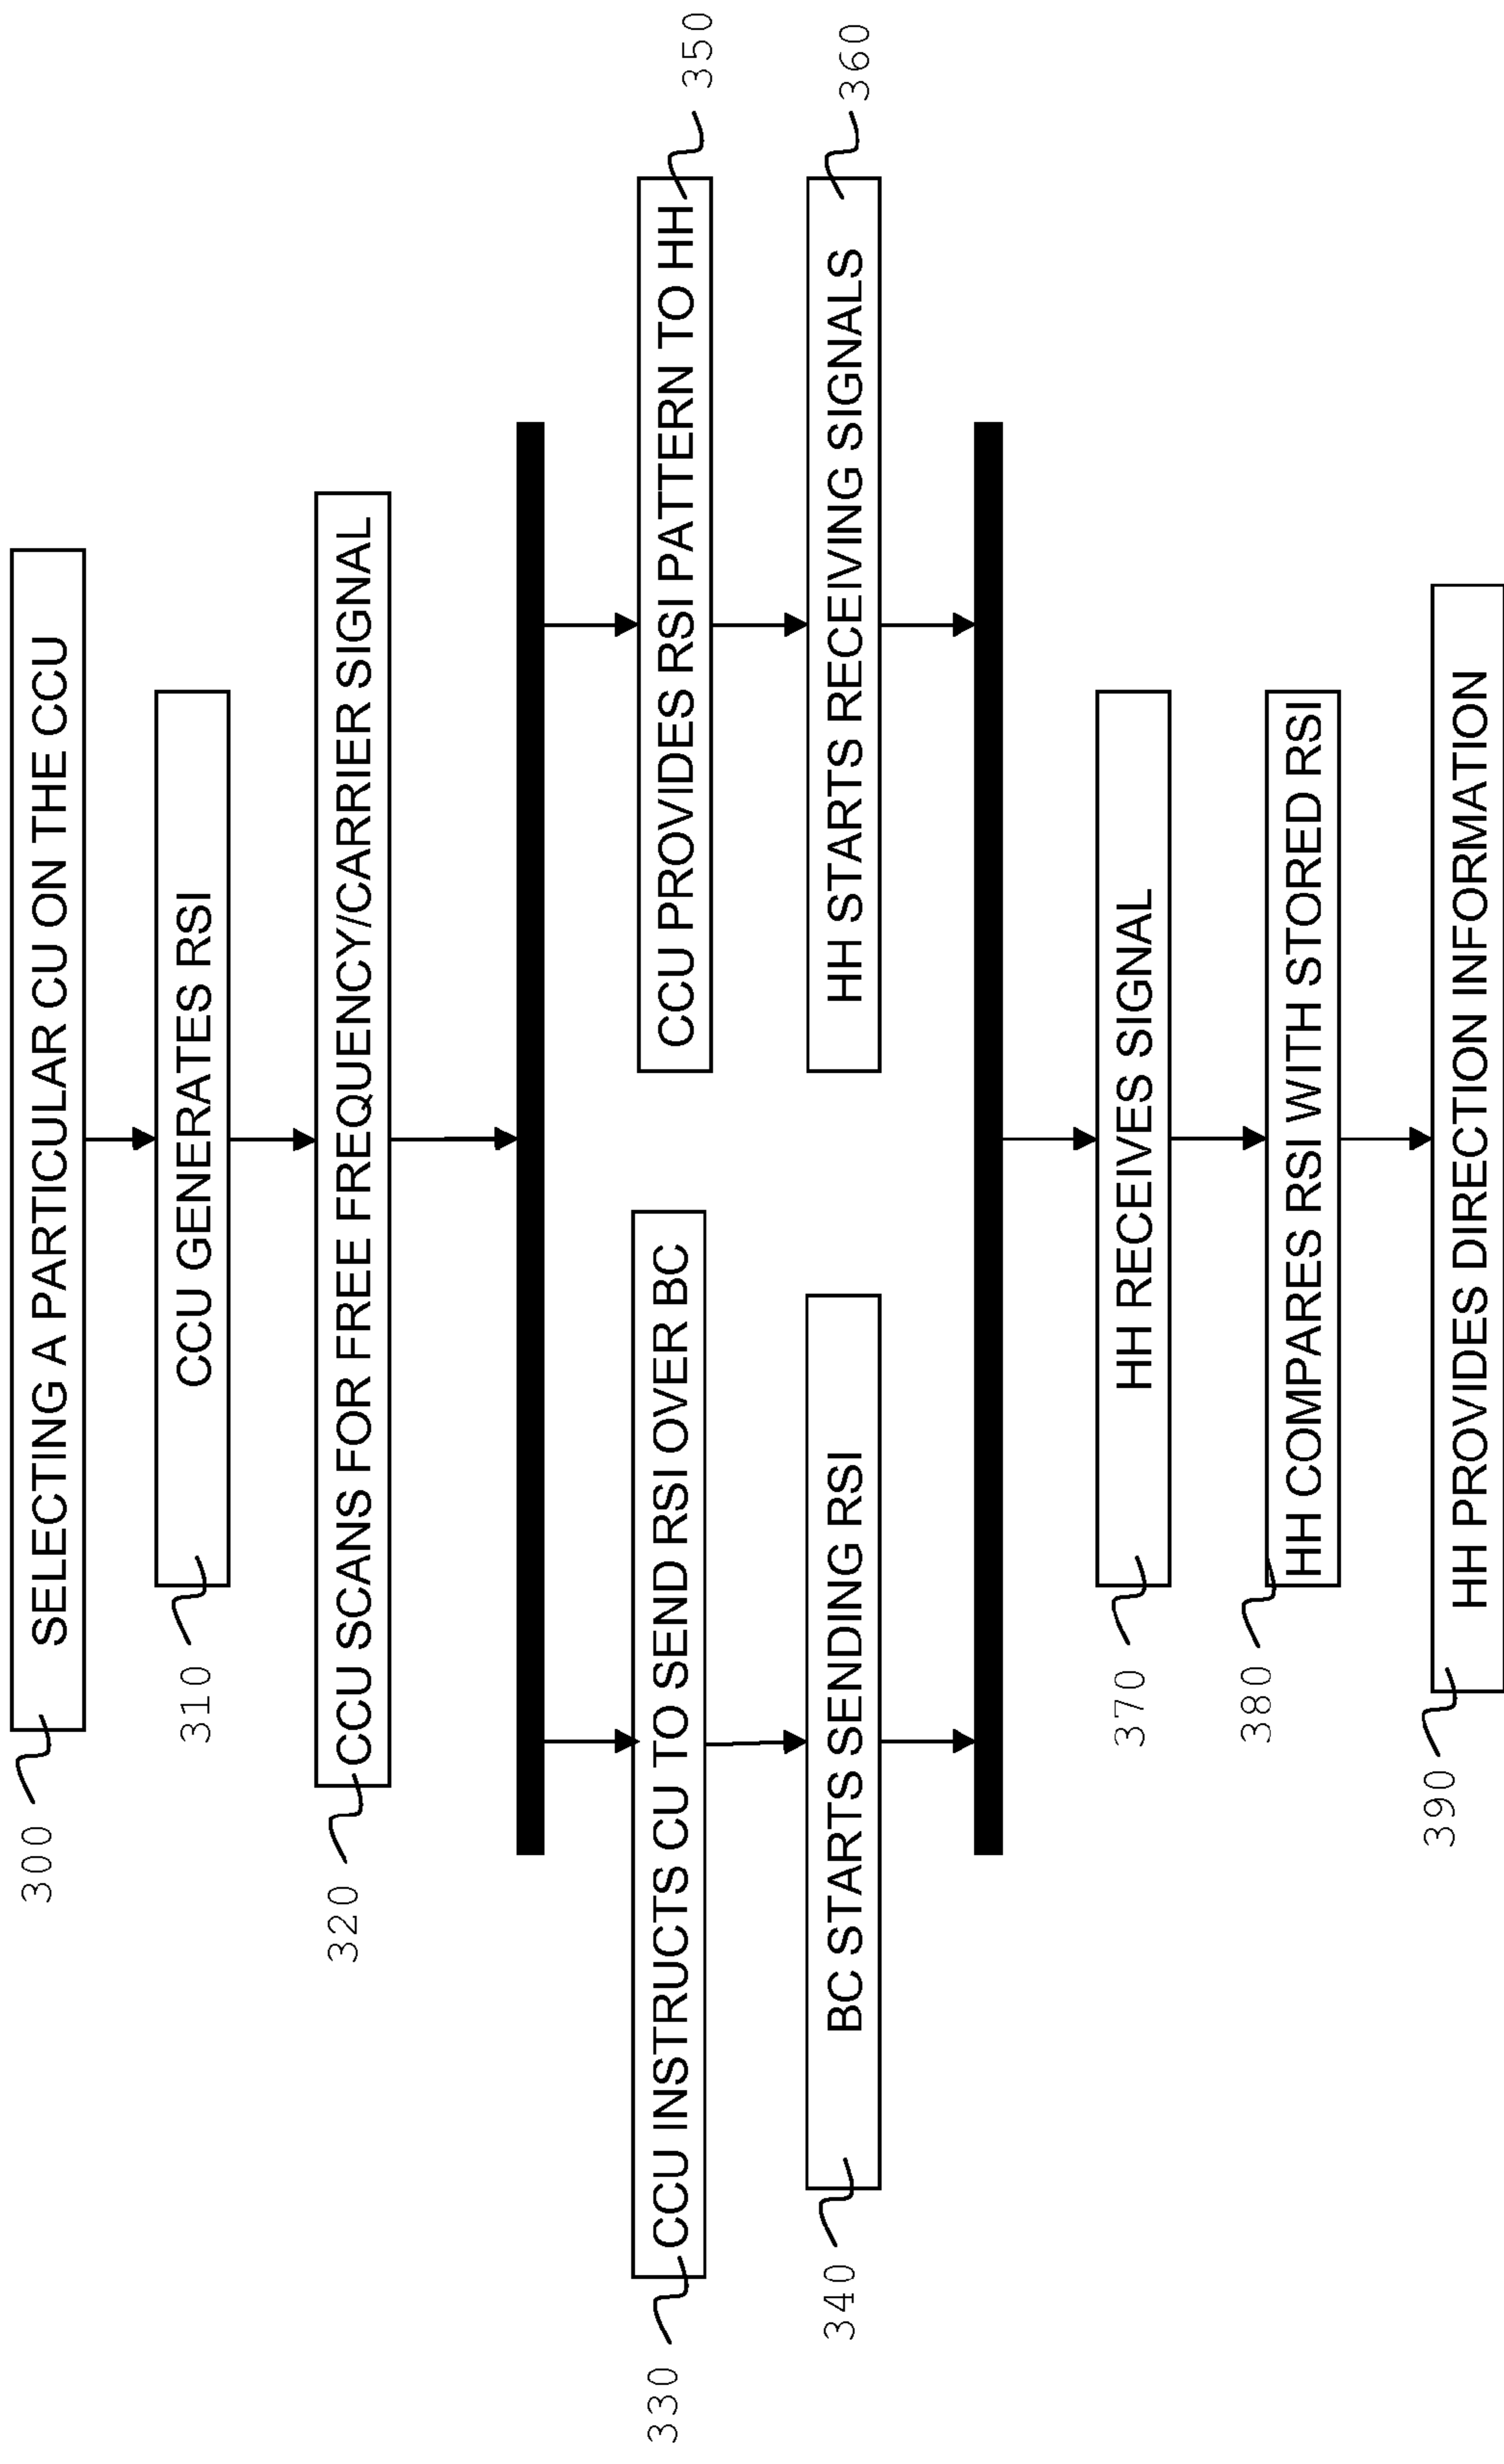 300
SELECTING A PARTICULAR CU ON THE CCU
310
CCU GENERATES RSI
320
CCU SCANS FOR FREE FREQUENCY/CARRIER SIGNAL
330
CCU INSTRUCTS CU TO SEND RSI OVER BC
340
BC STARTS SENDING RSI
CCU PROVIDES RSI PATTERN TO HH
350
HH STARTS RECEIVING SIGNALS
360
370
HH RECEIVES SIGNAL
380
HH COMPARES RSI WITH STORED RSI
390
HH PROVIDES DIRECTION INFORMATION